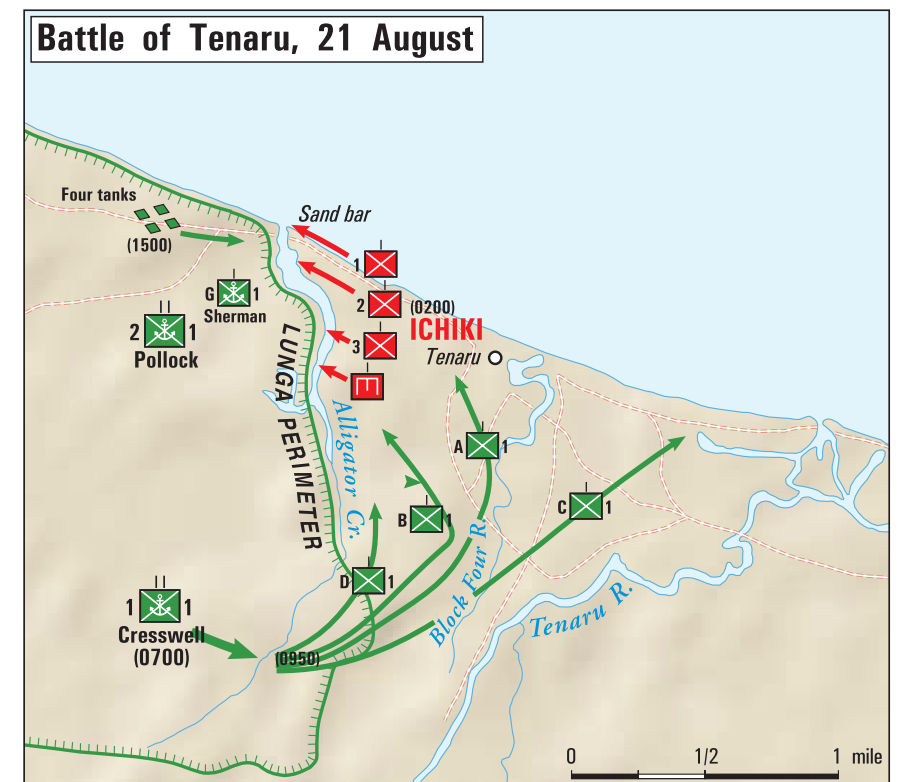 Battle of Tenaru, 21 August
Four tanks
(1500)
Sand bar
1
2
(0200)
ICHIKI
3
E
G 1
Sherman
2 1
Pollock
Tenaru
LUNGA PERIMETER
Alligator Cr.
A 1
B 1
C 1
D 1
Block Four R.
Tenaru R.
1 1
Cresswell
(0700)
(0950)
0 1/2 1 mile